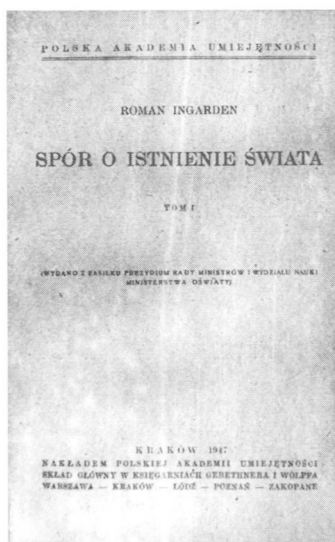 POLSKA AKADEMIA UMIEJĘTNOŚCI
ROMAN INGARDEN
SPÓR O ISTNIENIE ŚWIATA
TOM I
(WYDANO Z ZASIŁKU PREZYDIUM RADY MINISTRÓW I WYDZIAŁU NAUKI
MINISTERSTWA OŚWIATY)
KRAKÓW 1947
NAKŁADEM POLSKIEJ AKADEMII UMIEJĘTNOŚCI
SKŁAD GŁÓWNY W KSIĘGARNIACH GEBETHNERA I WOLFFA
WARSZAWA — KRAKÓW — ŁÓDŹ — POZNAŃ — ZAKOPANE